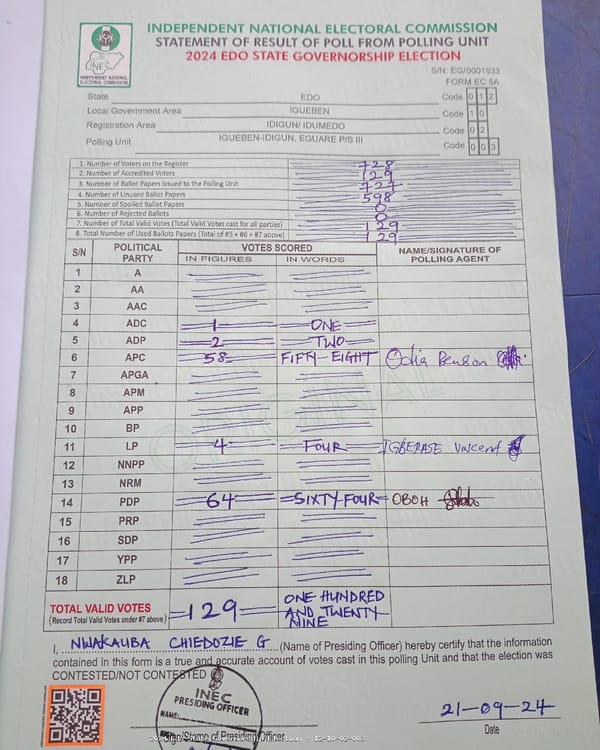 INDEPENDENT NATIONAL ELECTORAL COMMISSION
STATEMENT OF RESULT OF POLL FROM POLLING UNIT
2024 EDO STATE GOVERNORSHIP ELECTION
INEC
INDEPENDENT NATIONAL ELECTORAL COMMISSION
S/N: EG/0001933
FORM EC 8A
State EDO Code 0 1 2
Local Government Area IGUEBEN Code 1 0
Registration Area IDIGUN/ IDUMEDO Code 0 2
Polling Unit IGUEBEN-IDIGUN, EGUARE P/S III Code 0 0 3
1. Number of Voters on the Register 728
2. Number of Accredited Voters 129
3. Number of Ballot Papers Issued to the Polling Unit 727
4. Number of Unused Ballot Papers 598
5. Number of Spoiled Ballot Papers 0
6. Number of Rejected Ballots 0
7. Number of Total Valid Votes (Total Valid Votes cast for all parties) 129
8. Total Number of Used Ballots Papers (Total of #5 + #6 + #7 above) 129
S/N POLITICAL PARTY VOTES SCORED NAME/SIGNATURE OF POLLING AGENT
IN FIGURES IN WORDS
1 A
2 AA
3 AAC
4 ADC 1 ONE
5 ADP 2 TWO
6 APC 58 FIFTY-EIGHT Odia Benson
7 APGA
8 APM
9 APP
10 BP
11 LP 4 FOUR IGBERASE Vincent
12 NNPP
13 NRM
14 PDP 64 SIXTY-FOUR OBOH
15 PRP
16 SDP
17 YPP
18 ZLP
TOTAL VALID VOTES 129 ONE HUNDRED AND TWENTY NINE
(Record Total Valid Votes under #7 above)
ORIGINAL
I, NWAKAUBA CHIEDOZIE G (Name of Presiding Officer) hereby certify that the information
contained in this form is a true and accurate account of votes cast in this polling Unit and that the election was
CONTESTED/NOT CONTESTED
INEC
PRESIDING OFFICER
NAME:
Sign/Stamp of Presiding Officer
21-09-24
Date